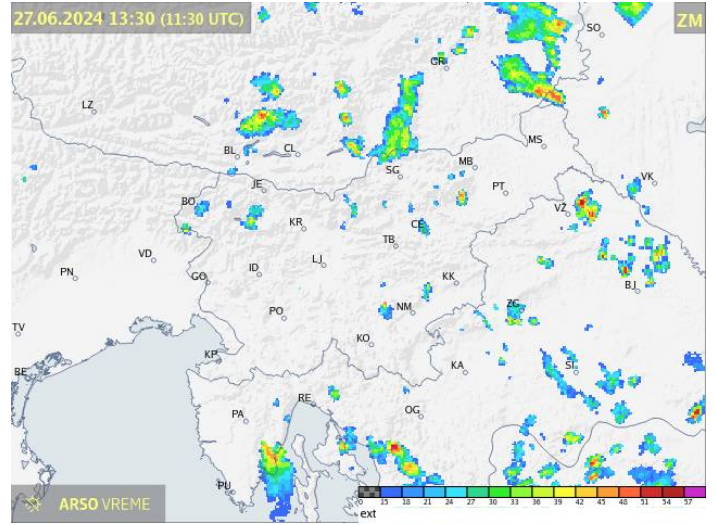 27.06.2024 13:30 (11:30 UTC)
ZM
SO
GR
LZ
MS
BL
CL
SG
MB
VK
JE
PT
BO
VŽ
KR
CE
TB
VD
LJ
PN
GO
ID
KK
BJ
PO
NM
ZG
TV
KO
KP
BE
KA
SI
RE
PA
OG
PU
ARSO VREME
0 15 18 21 24 27 30 33 36 39 42 45 48 51 54 57
ext